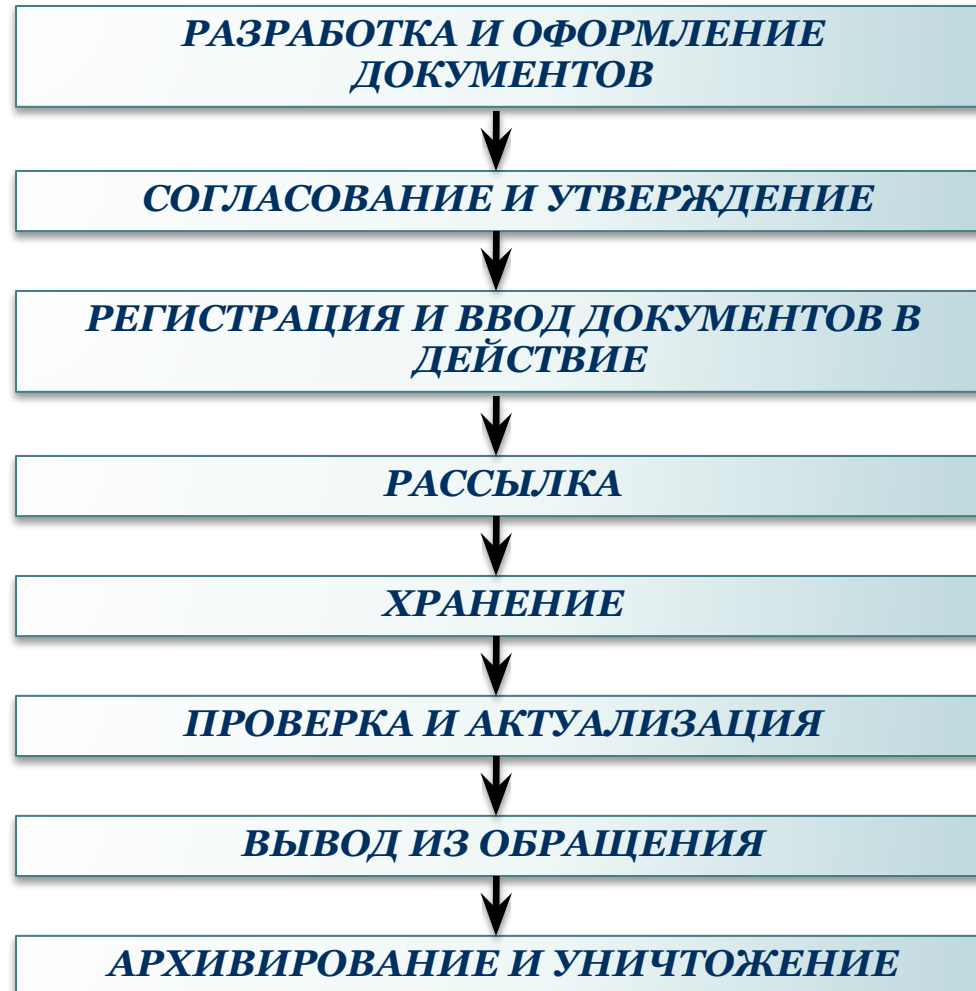 РАЗРАБОТКА И ОФОРМЛЕНИЕ
ДОКУМЕНТОВ
СОГЛАСОВАНИЕ И УТВЕРЖДЕНИЕ
РЕГИСТРАЦИЯ И ВВОД ДОКУМЕНТОВ В
ДЕЙСТВИЕ
РАССЫЛКА
ХРАНЕНИЕ
ПРОВЕРКА И АКТУАЛИЗАЦИЯ
ВЫВОД ИЗ ОБРАЩЕНИЯ
АРХИВИРОВАНИЕ И УНИЧТОЖЕНИЕ